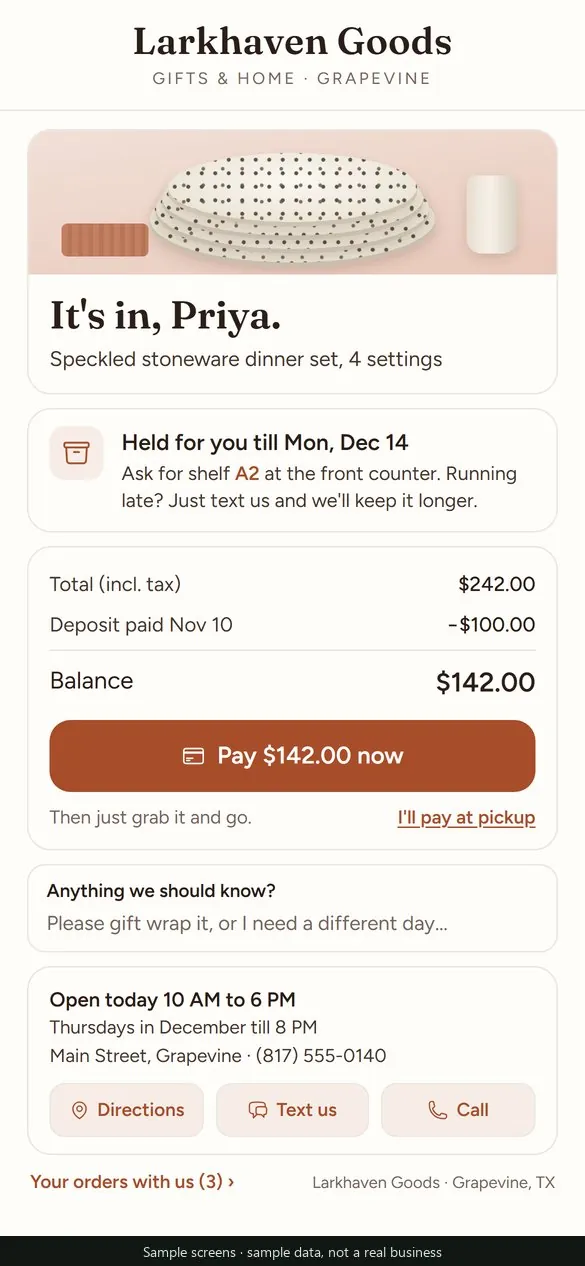 Larkhaven Goods
GIFTS & HOME · GRAPEVINE
It's in, Priya.
Speckled stoneware dinner set, 4 settings
Held for you till Mon, Dec 14
Ask for shelf A2 at the front counter. Running
late? Just text us and we'll keep it longer.
Total (incl. tax) $242.00
Deposit paid Nov 10 −$100.00
Balance $142.00
Pay $142.00 now
Then just grab it and go. I'll pay at pickup
Anything we should know?
Please gift wrap it, or I need a different day...
Open today 10 AM to 6 PM
Thursdays in December till 8 PM
Main Street, Grapevine · (817) 555-0140
Directions Text us Call
Your orders with us (3) › Larkhaven Goods · Grapevine, TX
Sample screens · sample data, not a real business